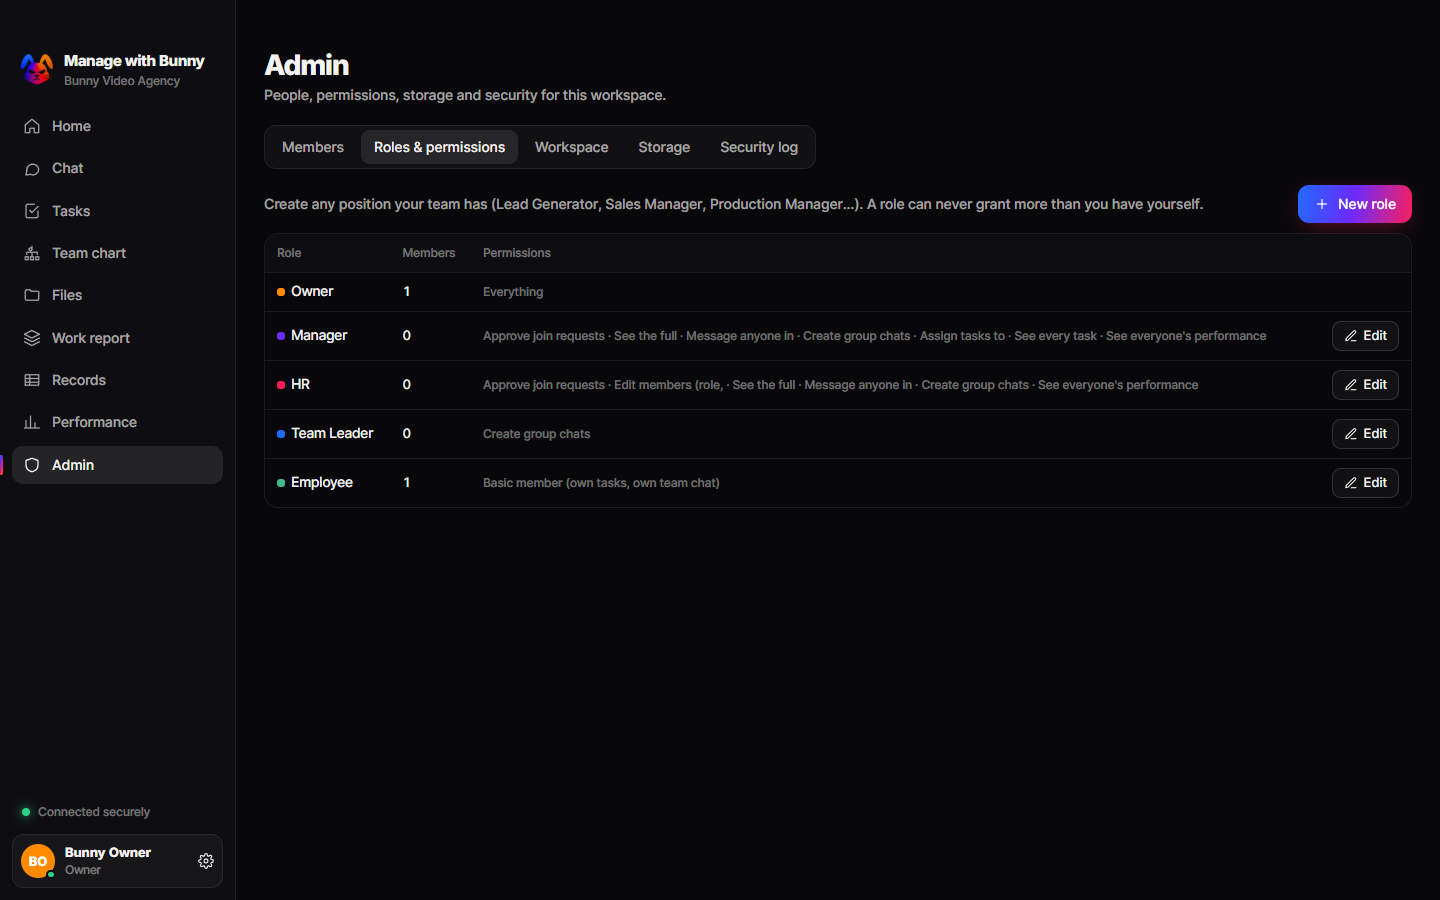 Manage with Bunny
Bunny Video Agency
Home
Chat
Tasks
Team chart
Files
Work report
Records
Performance
Admin
Connected securely
BO
Bunny Owner
Owner
Admin
People, permissions, storage and security for this workspace.
Members Roles & permissions Workspace Storage Security log
Create any position your team has (Lead Generator, Sales Manager, Production Manager...). A role can never grant more than you have yourself.
+ New role
Role Members Permissions
Owner 1 Everything
Manager 0 Approve join requests · See the full · Message anyone in · Create group chats · Assign tasks to · See every task · See everyone's performance Edit
HR 0 Approve join requests · Edit members (role, · See the full · Message anyone in · Create group chats · See everyone's performance Edit
Team Leader 0 Create group chats Edit
Employee 1 Basic member (own tasks, own team chat) Edit